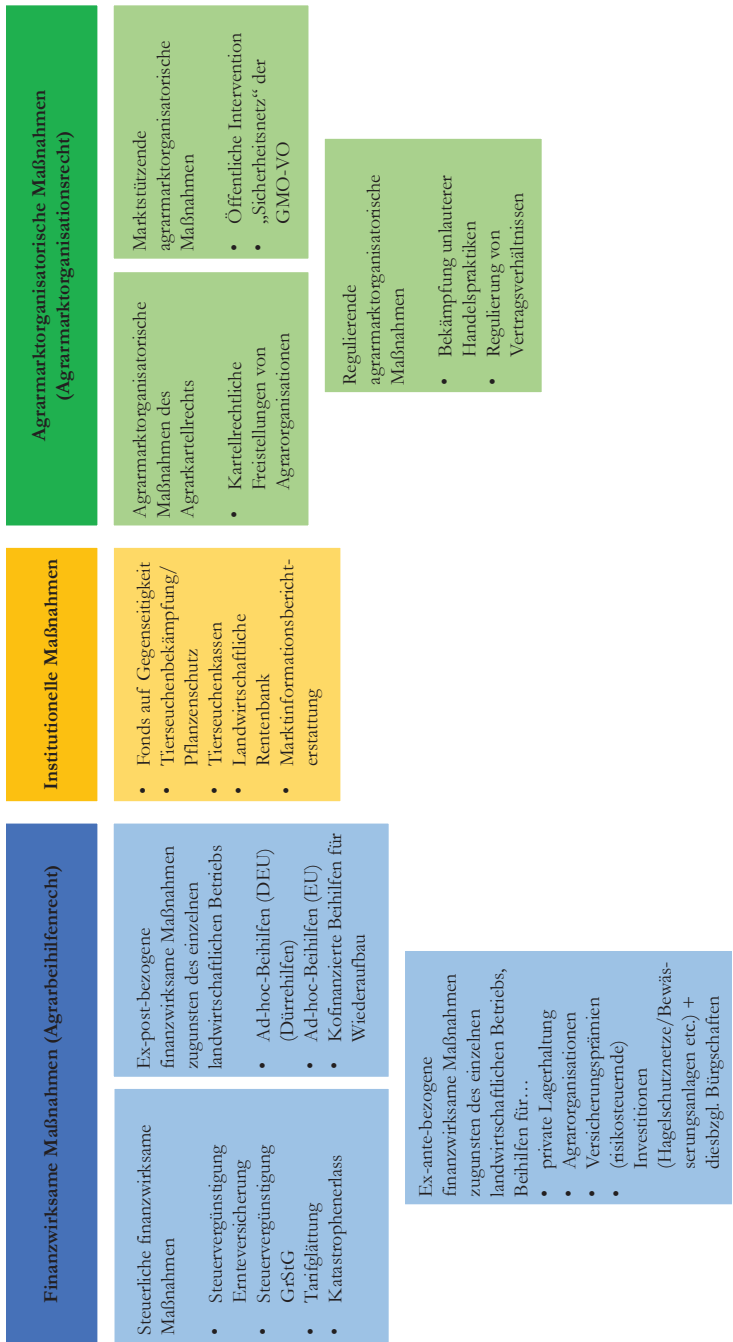 Finanzwirksame Maßnahmen (Agrarbeihilfenrecht)
Steuerliche finanzwirksame
Maßnahmen
• Steuervergünstigung
Ernteversicherung
• Steuervergünstigung
GrStG
• Tarifglättung
• Katastrophenerlass
Ex-post-bezogene
finanzwirksame Maßnahmen
zugunsten des einzelnen
landwirtschaftlichen Betriebs
• Ad-hoc-Beihilfen (DEU)
(Dürrehilfen)
• Ad-hoc-Beihilfen (EU)
• Kofinanzierte Beihilfen für
Wiederaufbau
Ex-ante-bezogene
finanzwirksame Maßnahmen
zugunsten des einzelnen
landwirtschaftlichen Betriebs,
Beihilfen für…
• private Lagerhaltung
• Agrarorganisationen
• Versicherungsprämien
• (risikosteuernde)
Investitionen
(Hagelschutznetze/Bewäs-
serungsanlagen etc.) +
diesbzgl. Bürgschaften
Institutionelle Maßnahmen
• Fonds auf Gegenseitigkeit
• Tierseuchenbekämpfung/
Pflanzenschutz
• Tierseuchenkassen
• Landwirtschaftliche
Rentenbank
• Marktinformationsbericht-
erstattung
Agrarmarktorganisatorische Maßnahmen
(Agrarmarktorganisationsrecht)
Agrarmarktorganisatorische
Maßnahmen des
Agrarkartellrechts
• Kartellrechtliche
Freistellungen von
Agrarorganisationen
Marktstützende
agrarmarktorganisatorische
Maßnahmen
• Öffentliche Intervention
• „Sicherheitsnetz“ der
GMO-VO
Regulierende
agrarmarktorganisatorische
Maßnahmen
• Bekämpfung unlauterer
Handelspraktiken
• Regulierung von
Vertragsverhältnissen